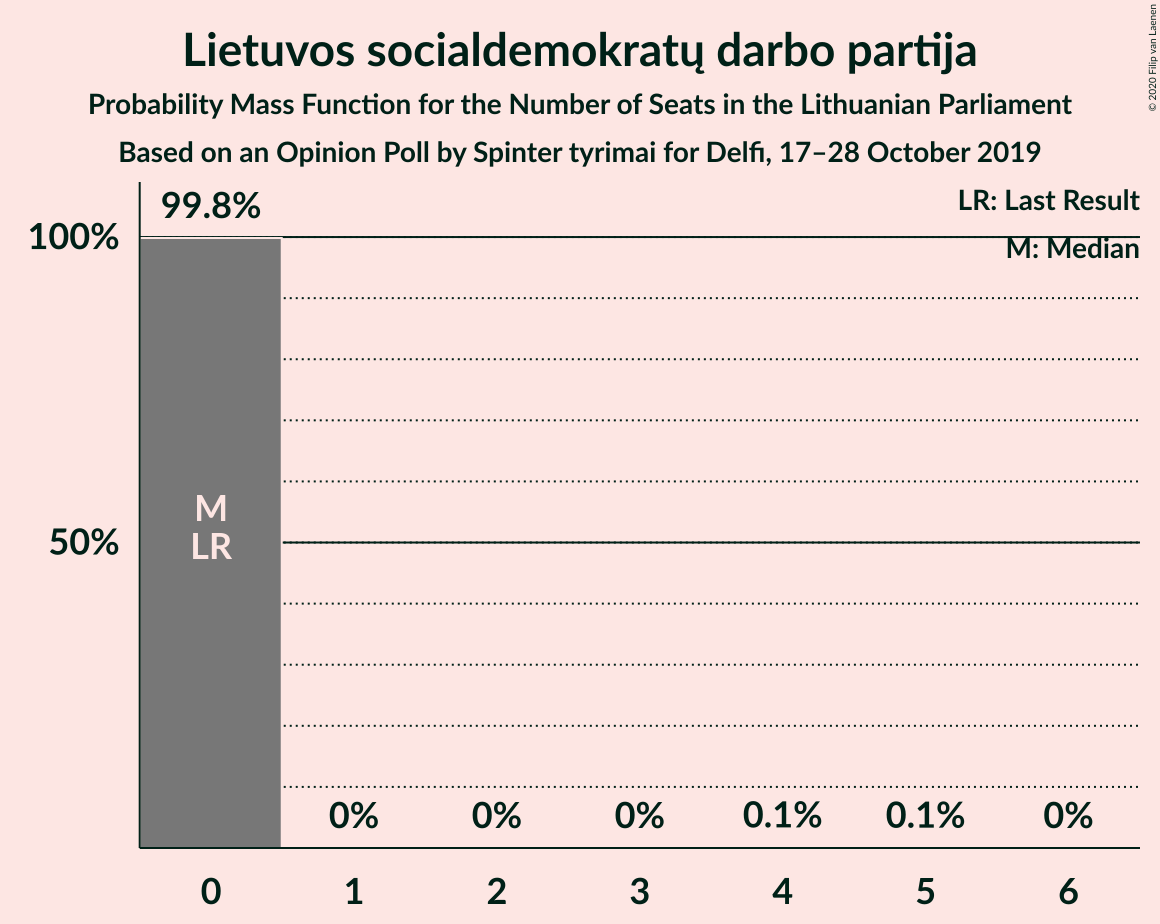 Lietuvos socialdemokratų darbo partija
Probability Mass Function for the Number of Seats in the Lithuanian Parliament
Based on an Opinion Poll by Spinter tyrimai for Delfi, 17–28 October 2019
© 2020 Filip van Laenen
LR: Last Result
M: Median
99.8%
100%
50%
M
LR
0% 0% 0% 0.1% 0.1% 0%
0 1 2 3 4 5 6